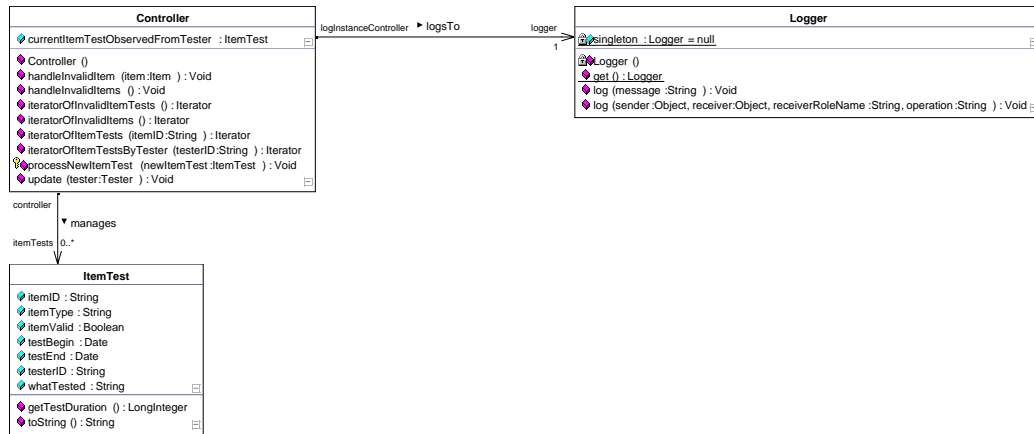 Controller
currentItemTestObservedFromTester : ItemTest
Controller ()
handleInvalidItem (item:Item ) : Void
handleInvalidItems () : Void
iteratorOfInvalidItemTests () : Iterator
iteratorOfInvalidItems () : Iterator
iteratorOfItemTests (itemID:String ) : Iterator
iteratorOfItemTestsByTester (testerID:String ) : Iterator
processNewItemTest (newItemTest:ItemTest ) : Void
update (tester:Tester ) : Void
logInstanceController
logsTo
logger
1
Logger
singleton : Logger = null
Logger ()
get () : Logger
log (message :String ) : Void
log (sender :Object, receiver:Object, receiverRoleName :String, operation :String ) : Void
controller
manages
itemTests
0..*
ItemTest
itemID : String
itemType : String
itemValid : Boolean
testBegin : Date
testEnd : Date
testerID : String
whatTested : String
getTestDuration () : LongInteger
toString () : String